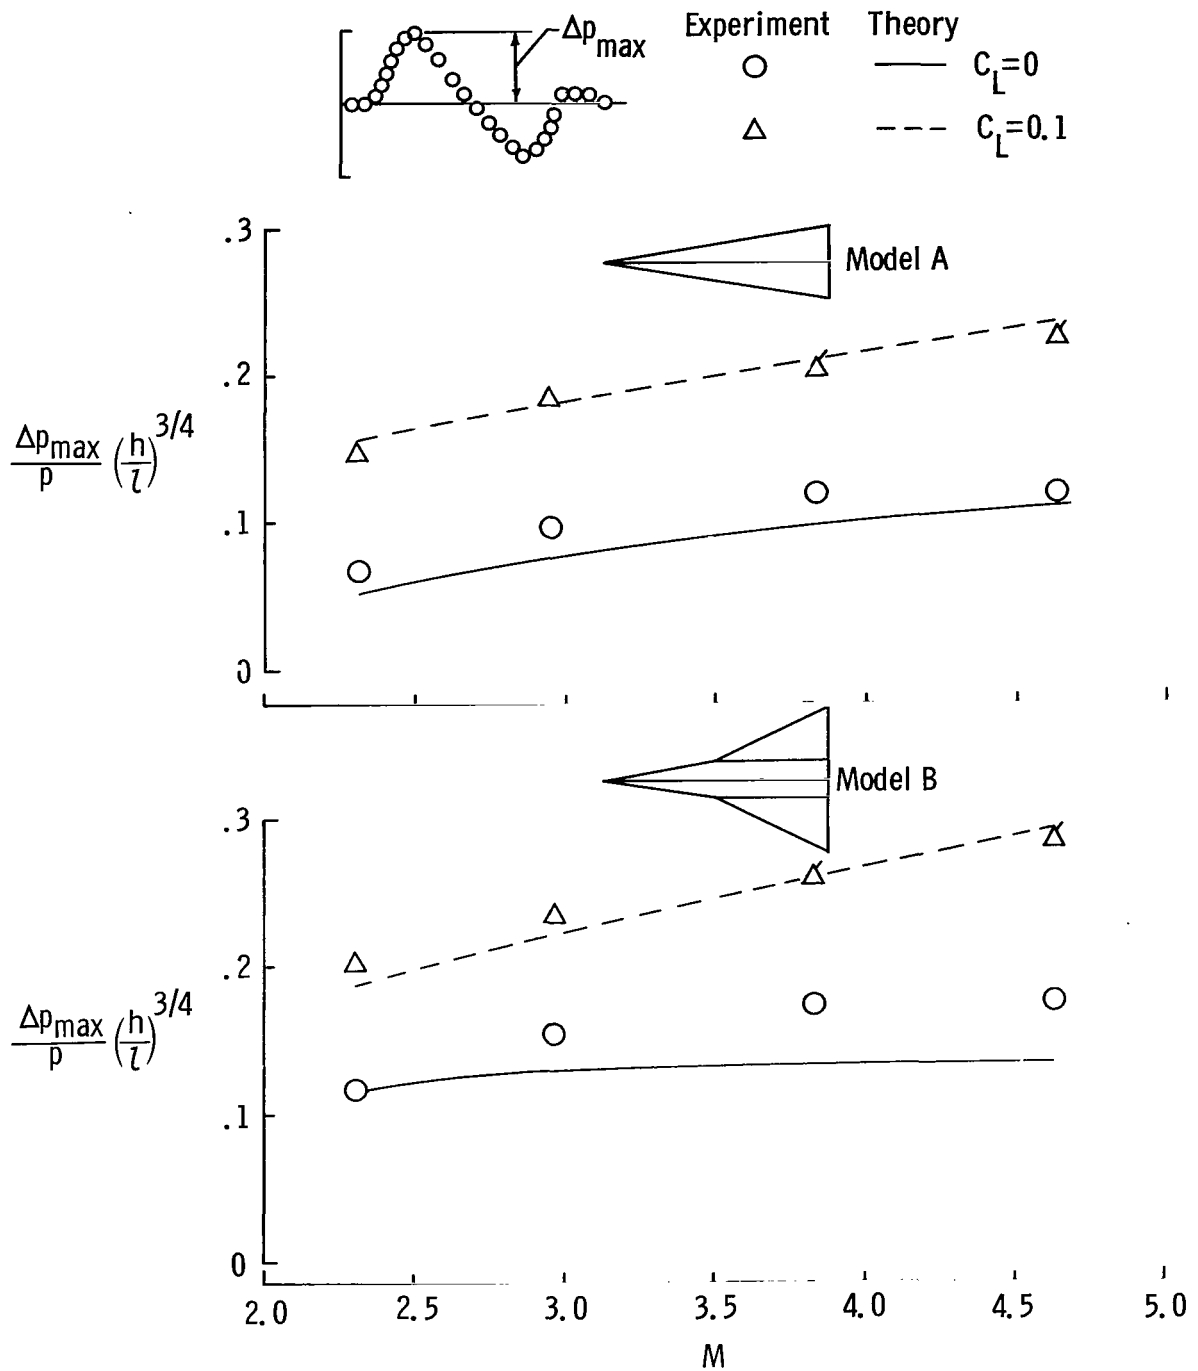 Δp_max
Experiment Theory
C_L=0
C_L=0.1
.3
Model A
.2
Δp_max/p (h/l)^3/4
.1
0
Model B
.3
.2
Δp_max/p (h/l)^3/4
.1
0
2.0 2.5 3.0 3.5 4.0 4.5 5.0
M